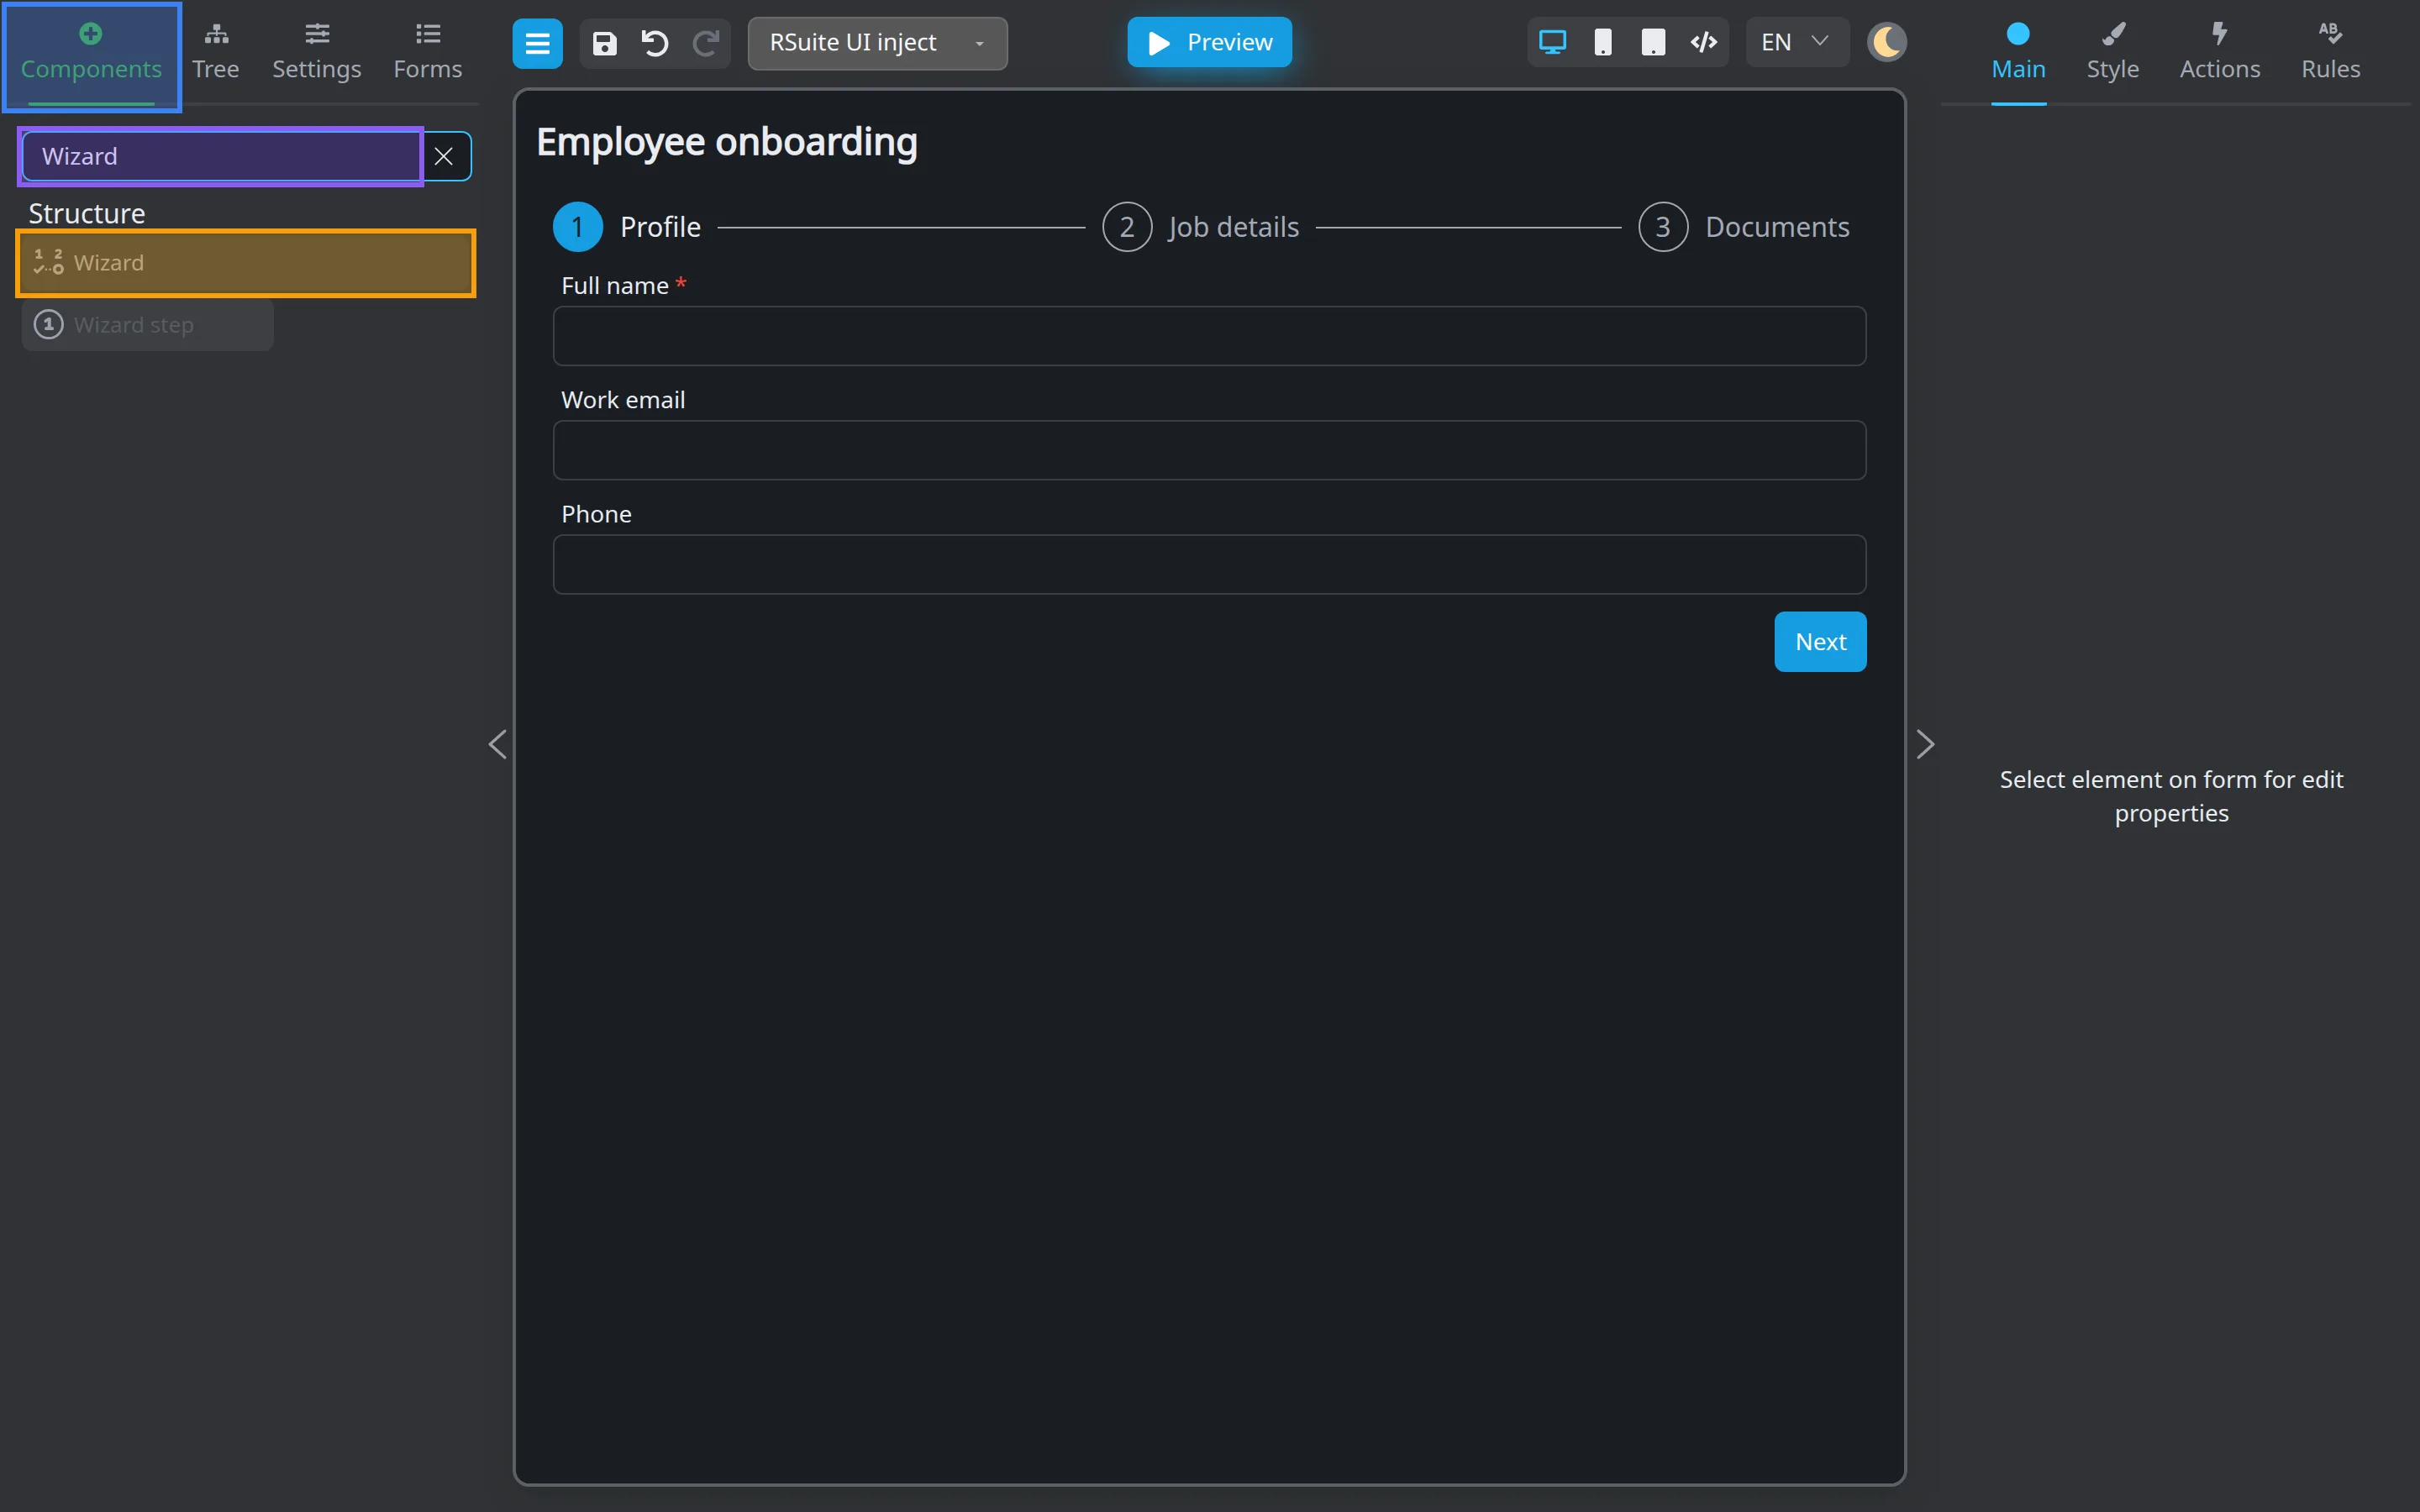 Components Tree Settings Forms
RSuite UI inject
Preview
EN
Main Style Actions Rules
Wizard
Structure
1 2 Wizard
1 Wizard step
Employee onboarding
1 Profile 2 Job details 3 Documents
Full name *
Work email
Phone
Next
Select element on form for edit
properties